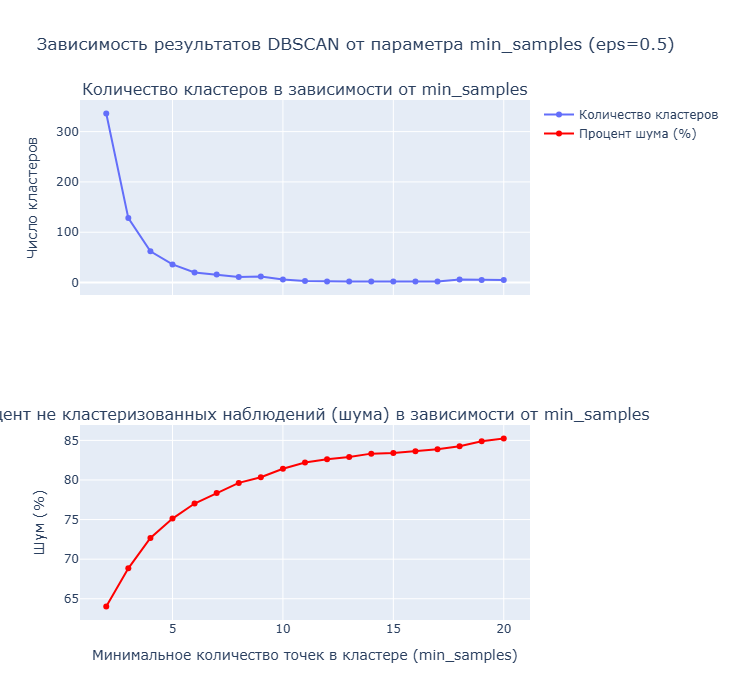 Зависимость результатов DBSCAN от параметра min_samples (eps=0.5)
Количество кластеров в зависимости от min_samples
Количество кластеров
Процент шума (%)
Число кластеров
300
200
100
0
не кластеризованных наблюдений (шума) в зависимости от min_samples
Шум (%)
85
80
75
70
65
5
10
15
20
Минимальное количество точек в кластере (min_samples)